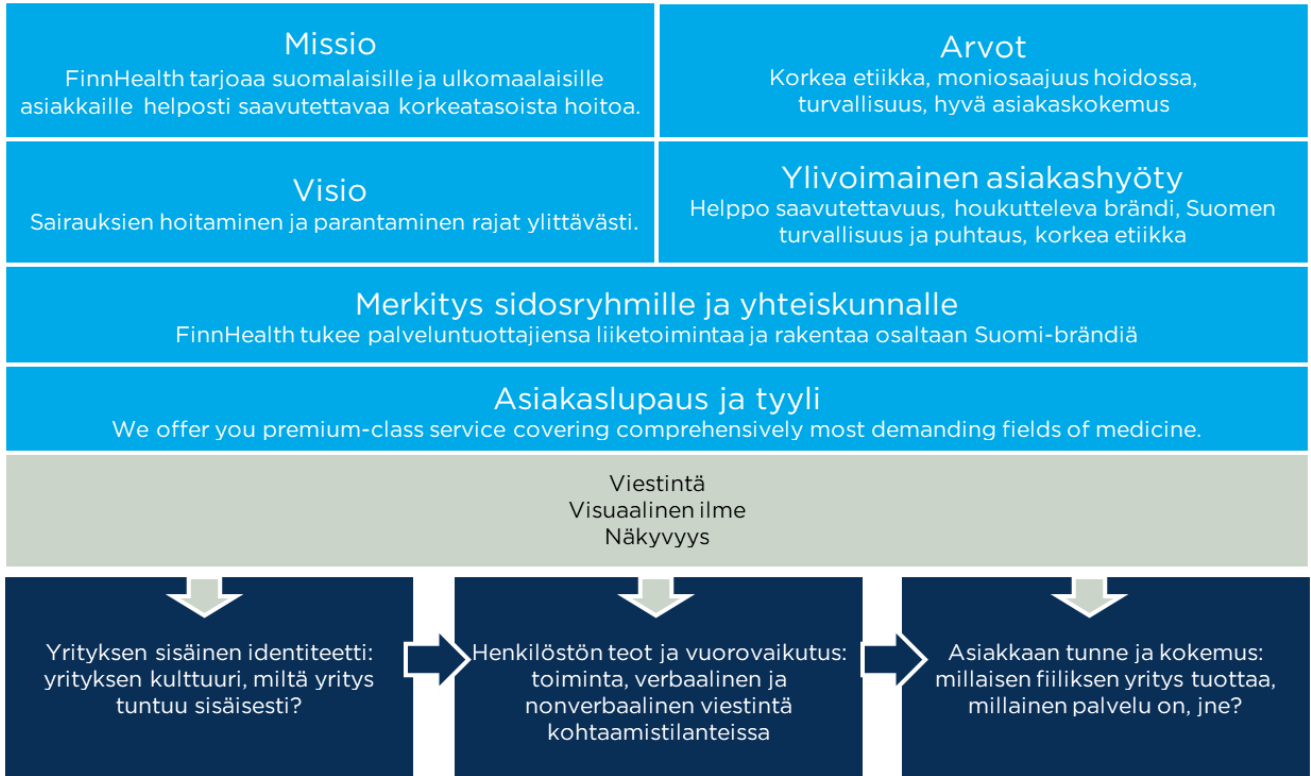 Missio
FinnHealth tarjoaa suomalaisille ja ulkomaalaisille
asiakkaille helposti saavutettavaa korkeatasoista hoitoa.
Arvot
Korkea etiikka, moniosaajuus hoidossa,
turvallisuus, hyvä asiakaskokemus
Visio
Sairauksien hoitaminen ja parantaminen rajat ylittävästi.
Ylivoimainen asiakashyöty
Helppo saavutettavuus, houkutteleva brändi, Suomen
turvallisuus ja puhtaus, korkea etiikka
Merkitys sidosryhmille ja yhteiskunnalle
FinnHealth tukee palveluntuottajiensa liiketoimintaa ja rakentaa osaltaan Suomi-brändiä
Asiakaslupaus ja tyyli
We offer you premium-class service covering comprehensively most demanding fields of medicine.
Viestintä
Visuaalinen ilme
Näkyvyys
Yrityksen sisäinen identiteetti:
yrityksen kulttuuri, miltä yritys
tuntuu sisäisesti?
Henkilöstön teot ja vuorovaikutus:
toiminta, verbaalinen ja
nonverbaalinen viestintä
kohtaamistilanteissa
Asiakkaan tunne ja kokemus:
millaisen fiiliksen yritys tuottaa,
millainen palvelu on, jne?